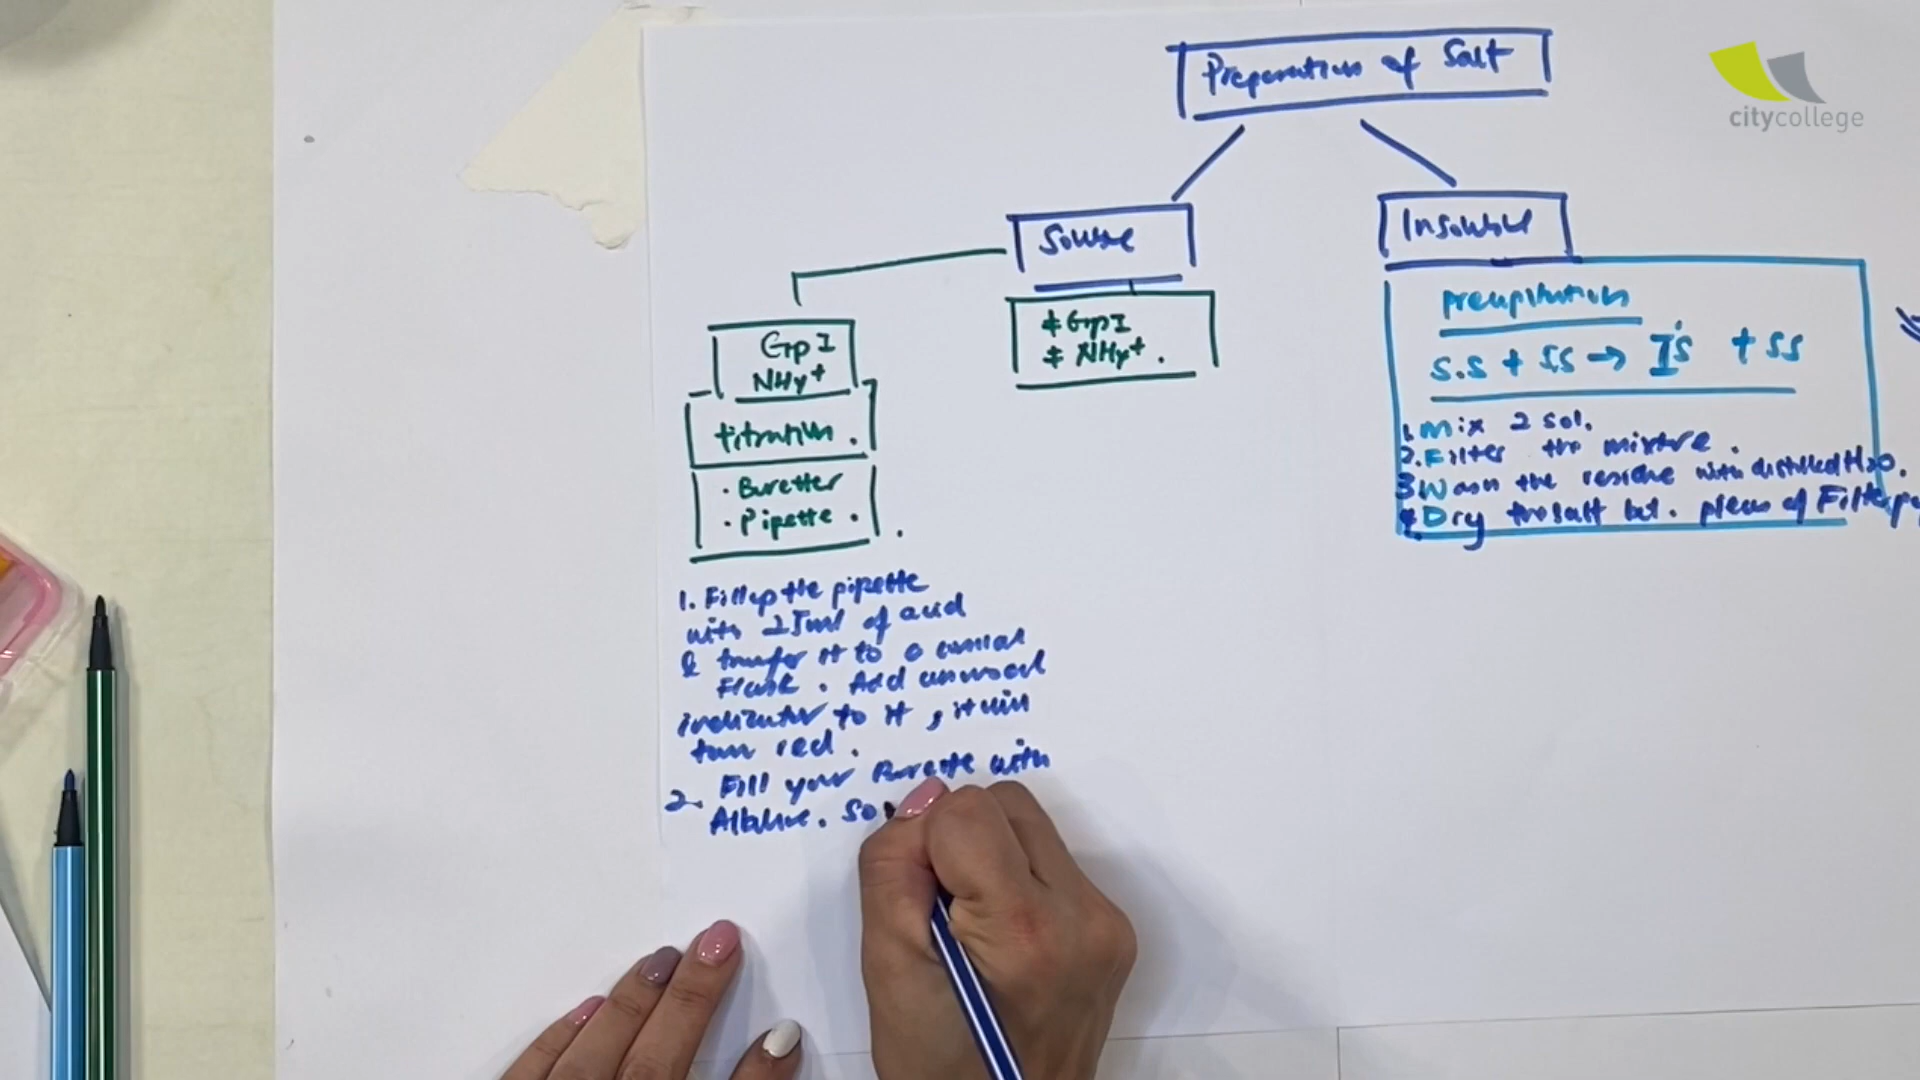 Preparation of Salt
citycollege
Soluble
Insoluble
Grp I
NH4+
titration.
· Buretter
· Pipette.
≠ Grp I
≠ NH4+.
precipitation
s.s + s.s → I.s + ss
1. Mix 2 sol.
2. Filter the mixture.
3 Wash the residue with distilled H2O.
4. Dry the salt bet. pieces of Filter
1. Fill up the pipette
with 25ml of acid
& transfer it to a conical
Flask. Add universal
indicator to it, it will
turn red.
2. Fill your Burette with
Alkaline. So